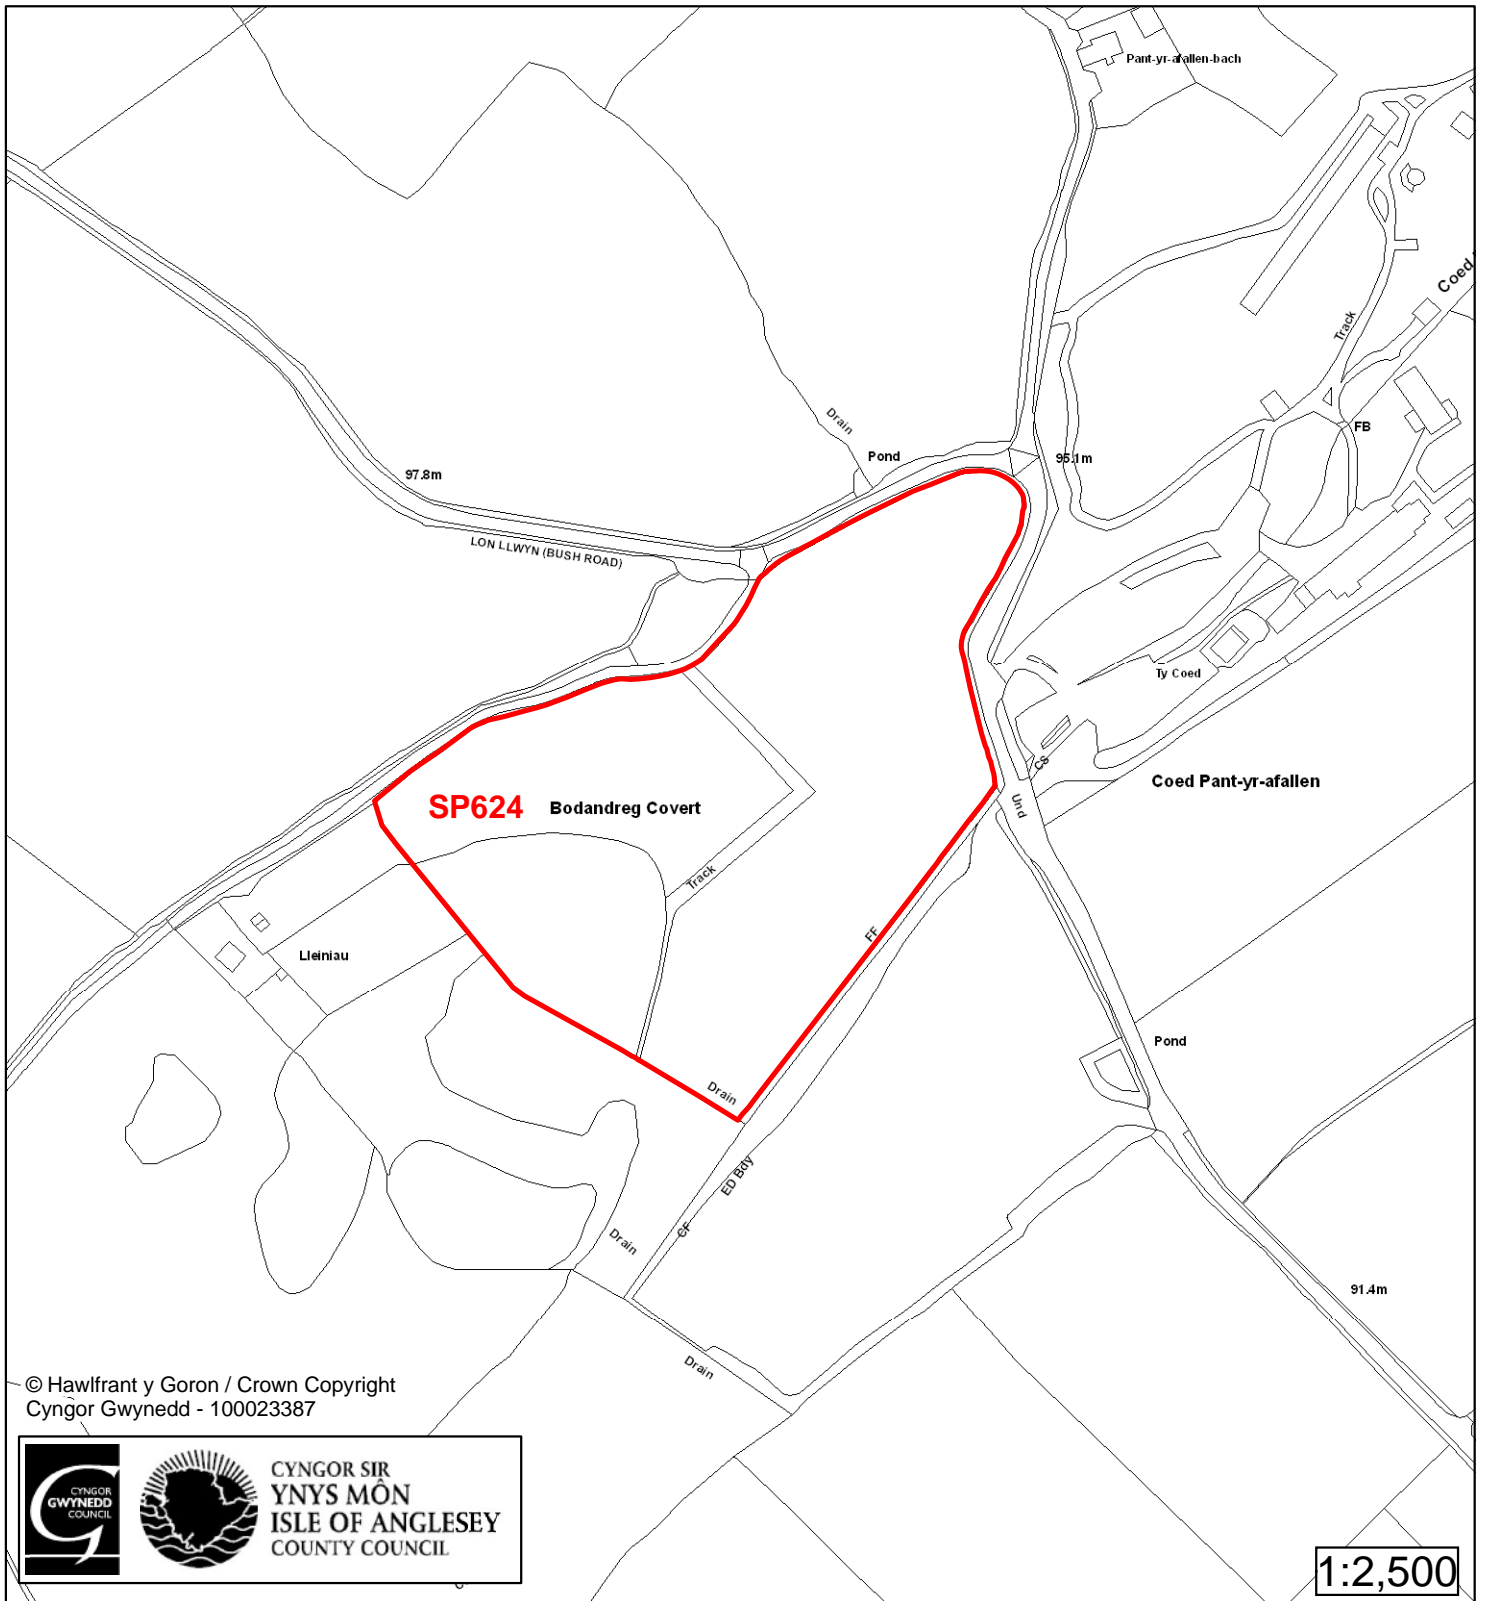 Pant-yr-afallen-bach
Coed
Track
Drain
Pond
97.8m
95.1m
FB
LON LLWYN (BUSH ROAD)
Ty Coed
CS
Coed Pant-yr-afallen
SP624
Bodandreg Covert
Und
Track
FF
Lleiniau
Pond
Drain
ED Bdy
CF
Drain
91.4m
Drain
© Hawlfrant y Goron / Crown Copyright
Cyngor Gwynedd - 100023387
CYNGOR
GWYNEDD
COUNCIL
CYNGOR SIR
YNYS MÔN
ISLE OF ANGLESEY
COUNTY COUNCIL
1:2,500